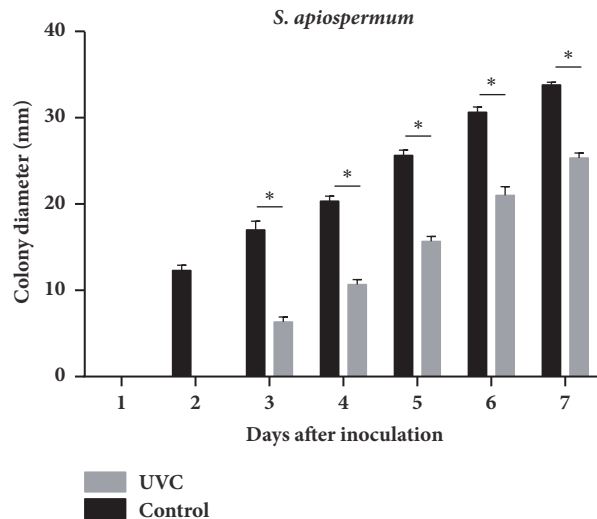 S. apiospermum
Colony diameter (mm)
40
30
20
10
0
* * * * *
1 2 3 4 5 6 7
Days after inoculation
UVC
Control